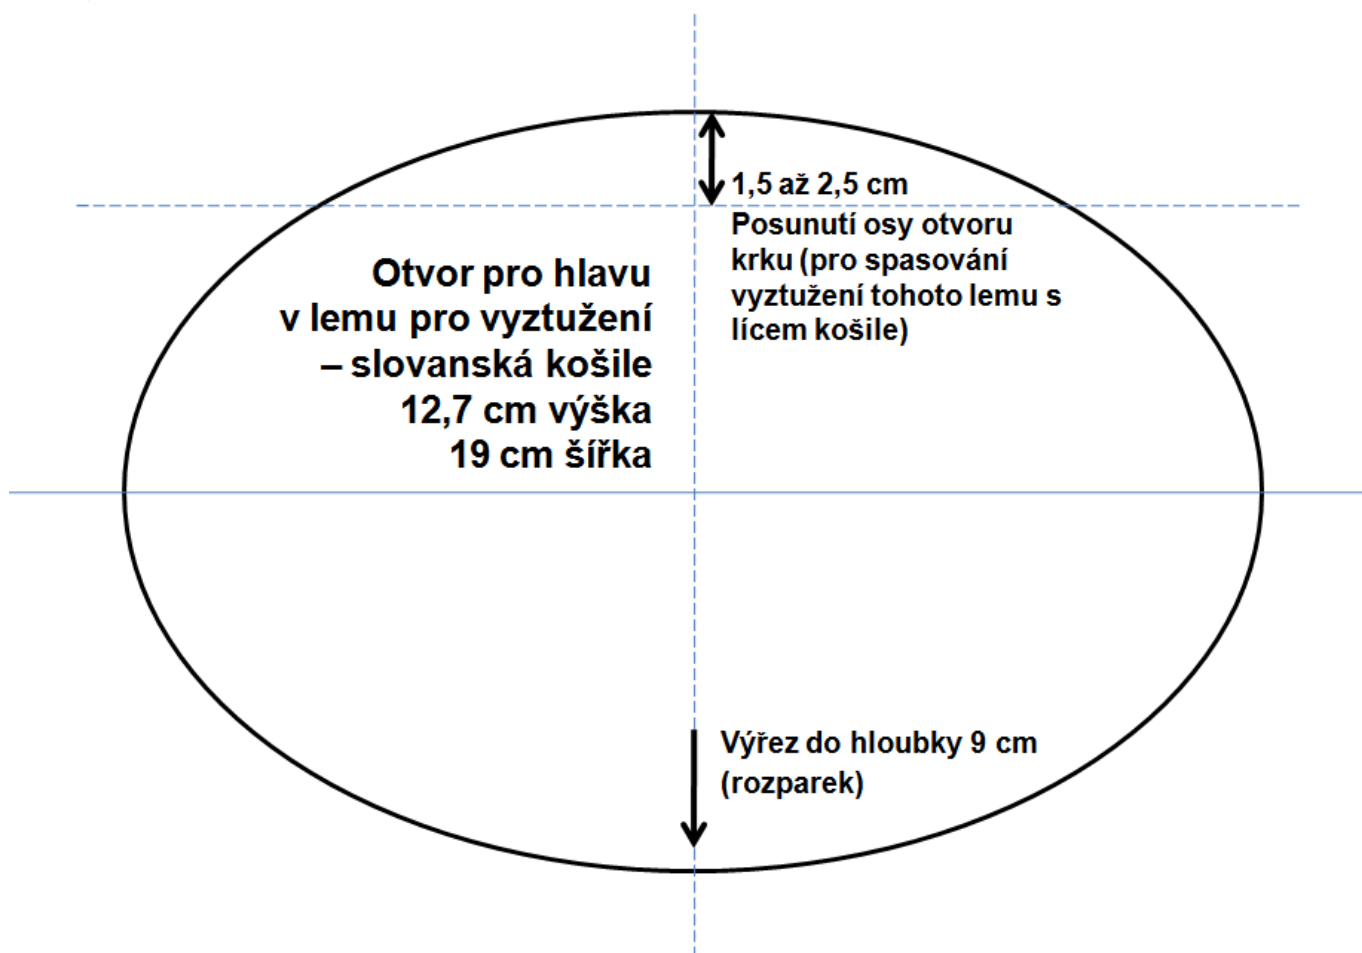 1,5 až 2,5 cm
Posunutí osy otvoru
krku (pro spasování
vyztužení tohoto lemu s
lícem košile)
Otvor pro hlavu
v lemu pro vyztužení
– slovanská košile
12,7 cm výška
19 cm šířka
Výřez do hloubky 9 cm
(rozparek)